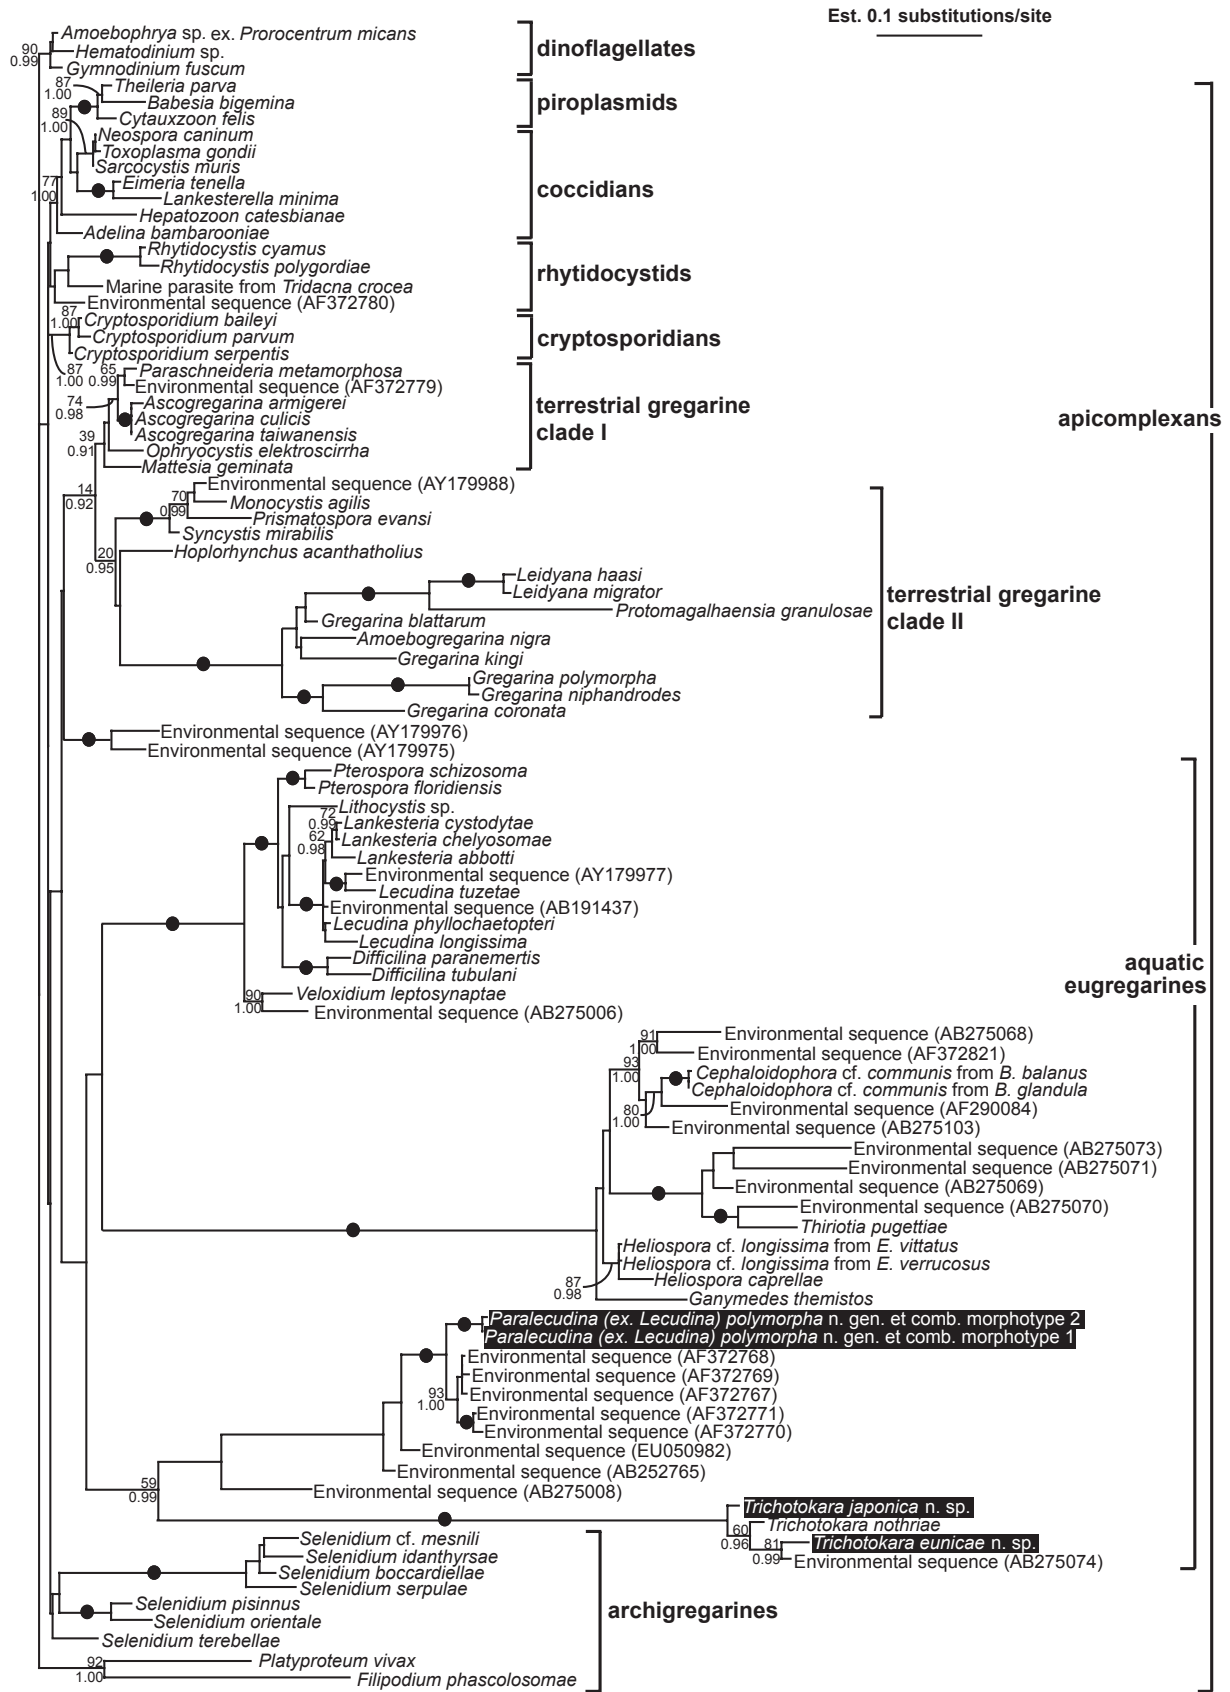 Est. 0.1 substitutions/site
Amoebophrya sp. ex. Prorocentrum micans
90
0.99
Hematodinium sp.
Gymnodinium fuscum
dinoflagellates
87
1.00
Theileria parva
Babesia bigemina
Cytauxzoon felis
piroplasmids
89
1.00
Neospora caninum
Toxoplasma gondii
Sarcocystis muris
77
1.00
Eimeria tenella
Lankesterella minima
Hepatozoon catesbianae
Adelina bambarooniae
coccidians
Rhytidocystis cyamus
Rhytidocystis polygordiae
Marine parasite from Tridacna crocea
Environmental sequence (AF372780)
rhytidocystids
87
1.00
Cryptosporidium baileyi
Cryptosporidium parvum
Cryptosporidium serpentis
cryptosporidians
87
1.00
65
0.99
Paraschneideria metamorphosa
Environmental sequence (AF372779)
74
0.98
Ascogregarina armigerei
Ascogregarina culicis
Ascogregarina taiwanensis
39
0.91
Ophryocystis elektroscirrha
Mattesia geminata
terrestrial gregarine
clade I
apicomplexans
14
0.92
Environmental sequence (AY179988)
70
0.99
Monocystis agilis
Prismatospora evansi
Syncystis mirabilis
20
0.95
Hoplorhynchus acanthatholius
Leidyana haasi
Leidyana migrator
Protomagalhaensia granulosae
Gregarina blattarum
Amoebogregarina nigra
Gregarina kingi
Gregarina polymorpha
Gregarina niphandrodes
Gregarina coronata
terrestrial gregarine
clade II
Environmental sequence (AY179976)
Environmental sequence (AY179975)
Pterospora schizosoma
Pterospora floridiensis
Lithocystis sp.
72
0.99
Lankesteria cystodytae
62
0.98
Lankesteria chelyosomae
Lankesteria abbotti
Environmental sequence (AY179977)
Lecudina tuzetae
Environmental sequence (AB191437)
Lecudina phyllochaetopteri
Lecudina longissima
Difficilina paranemertis
Difficilina tubulani
90
1.00
Veloxidium leptosynaptae
Environmental sequence (AB275006)
aquatic
eugregarines
91
1.00
Environmental sequence (AB275068)
Environmental sequence (AF372821)
93
1.00
Cephaloidophora cf. communis from B. balanus
Cephaloidophora cf. communis from B. glandula
80
1.00
Environmental sequence (AF290084)
Environmental sequence (AB275103)
Environmental sequence (AB275073)
Environmental sequence (AB275071)
Environmental sequence (AB275069)
Environmental sequence (AB275070)
Thiriotia pugettiae
Heliospora cf. longissima from E. vittatus
Heliospora cf. longissima from E. verrucosus
87
0.98
Heliospora caprellae
Ganymedes themistos
Paralecudina (ex. Lecudina) polymorpha n. gen. et comb. morphotype 2
Paralecudina (ex. Lecudina) polymorpha n. gen. et comb. morphotype 1
Environmental sequence (AF372768)
Environmental sequence (AF372769)
93
1.00
Environmental sequence (AF372767)
Environmental sequence (AF372771)
Environmental sequence (AF372770)
Environmental sequence (EU050982)
Environmental sequence (AB252765)
59
0.99
Environmental sequence (AB275008)
Trichotokara japonica n. sp.
60
0.96
Trichotokara nothriae
81
0.99
Trichotokara eunicae n. sp.
Environmental sequence (AB275074)
Selenidium cf. mesnili
Selenidium idanthyrsae
Selenidium boccardiellae
Selenidium serpulae
Selenidium pisinnus
Selenidium orientale
Selenidium terebellae
archigregarines
92
1.00
Platyproteum vivax
Filipodium phascolosomae